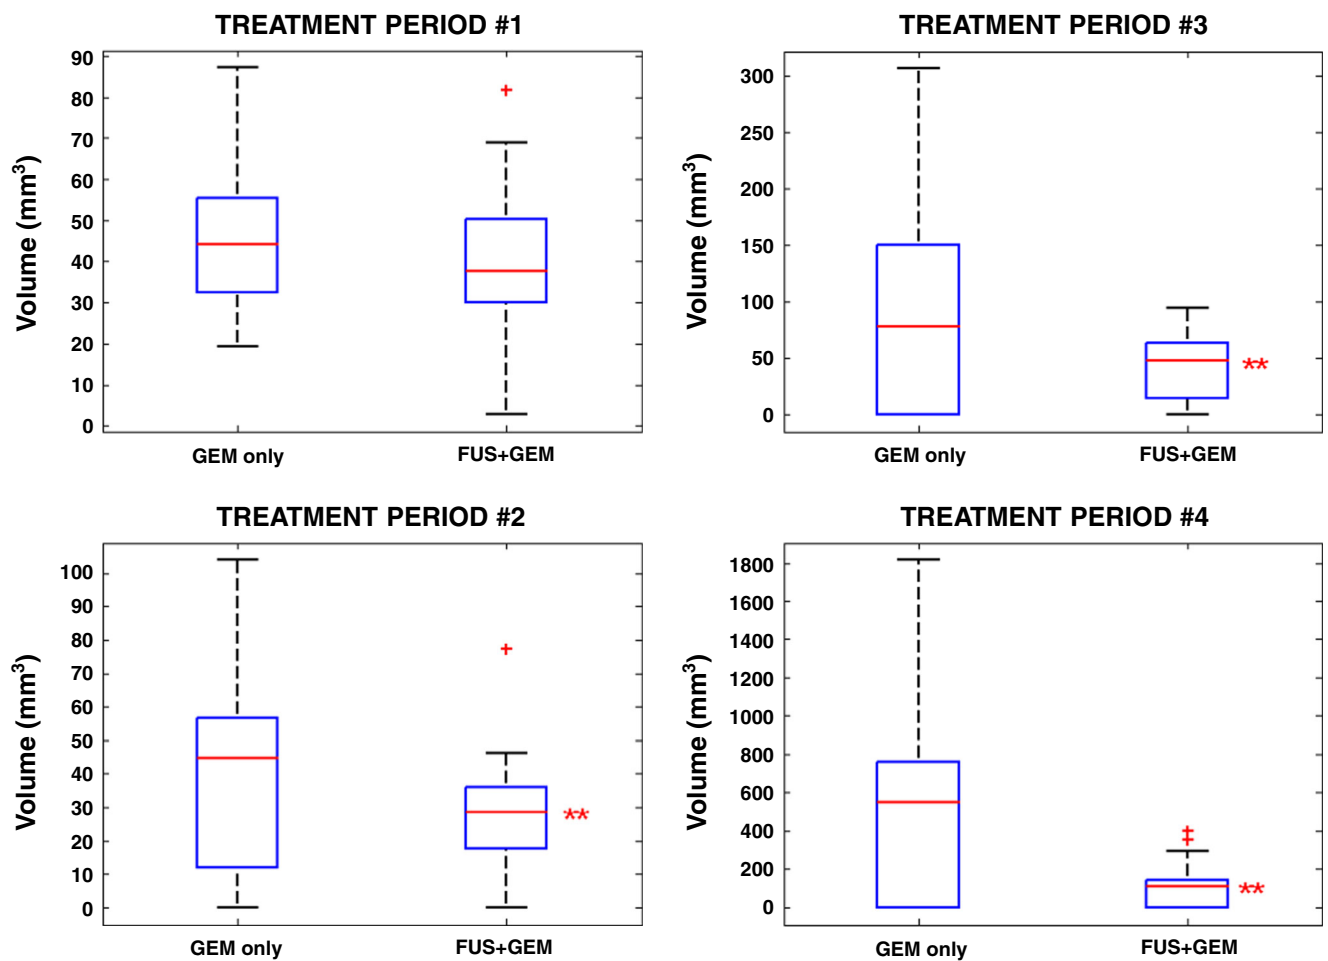 TREATMENT PERIOD #1
90
80
70
60
50
40
30
20
10
0
Volume (mm³)
GEM only
FUS+GEM
TREATMENT PERIOD #3
300
250
200
150
100
50
0
Volume (mm³)
**
GEM only
FUS+GEM
TREATMENT PERIOD #2
100
90
80
70
60
50
40
30
20
10
0
Volume (mm³)
**
GEM only
FUS+GEM
TREATMENT PERIOD #4
1800
1600
1400
1200
1000
800
600
400
200
0
Volume (mm³)
**
GEM only
FUS+GEM